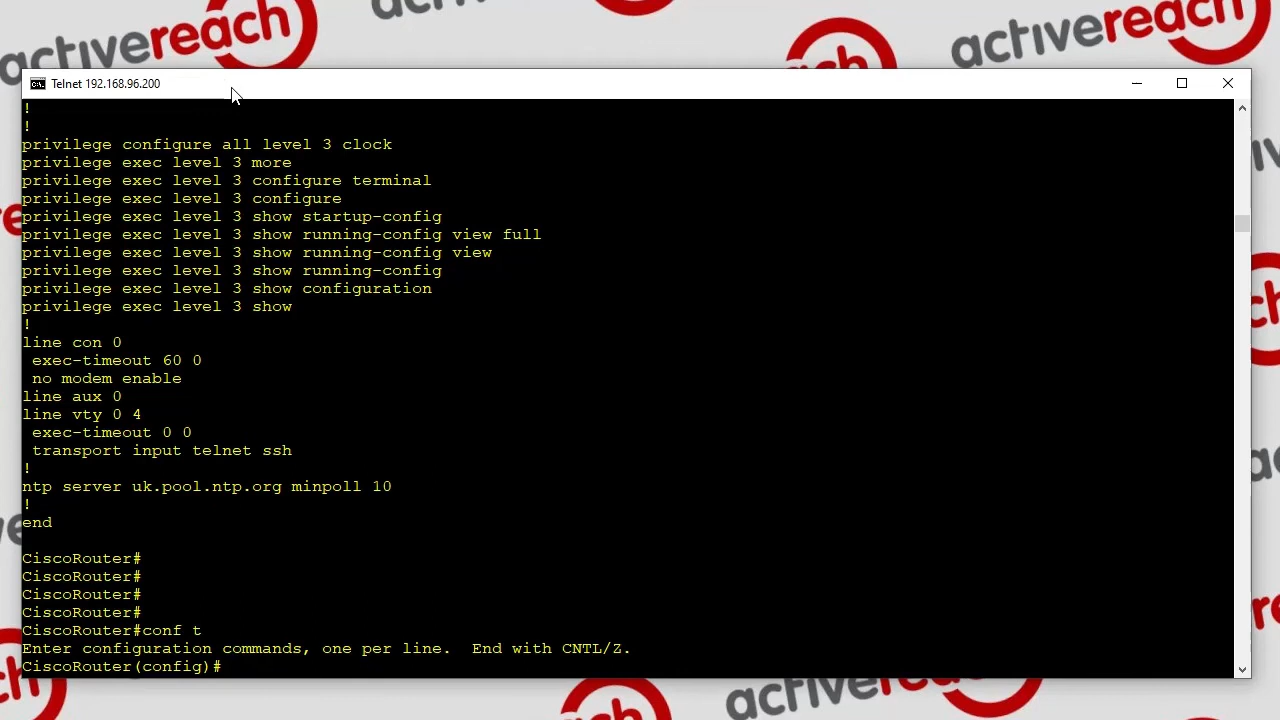 activereach
activereach
Telnet 192.168.96.200
!
!
privilege configure all level 3 clock
privilege exec level 3 more
privilege exec level 3 configure terminal
privilege exec level 3 configure
privilege exec level 3 show startup-config
privilege exec level 3 show running-config view full
privilege exec level 3 show running-config view
privilege exec level 3 show running-config
privilege exec level 3 show configuration
privilege exec level 3 show
!
line con 0
exec-timeout 60 0
no modem enable
line aux 0
line vty 0 4
exec-timeout 0 0
transport input telnet ssh
!
ntp server uk.pool.ntp.org minpoll 10
!
end
CiscoRouter#
CiscoRouter#
CiscoRouter#
CiscoRouter#
CiscoRouter#conf t
Enter configuration commands, one per line.  End with CNTL/Z.
CiscoRouter(config)#
activereach